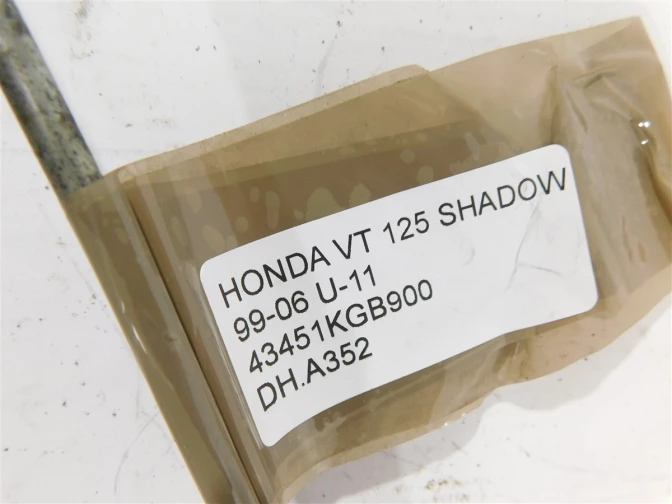 HONDA VT 125 SHADOW
99-06 U-11
43451KGB900
DH.A352